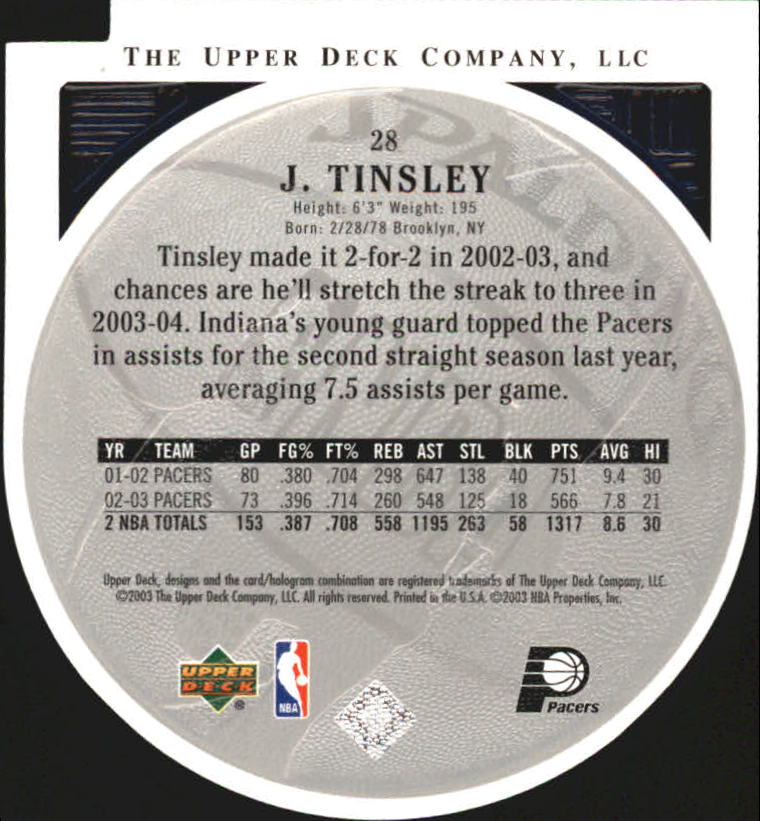 THE UPPER DECK COMPANY, LLC
SPALDING
28
J. TINSLEY
Height: 6'3" Weight: 195
Born: 2/28/78 Brooklyn, NY
Tinsley made it 2-for-2 in 2002-03, and
chances are he'll stretch the streak to three in
2003-04. Indiana's young guard topped the Pacers
in assists for the second straight season last year,
averaging 7.5 assists per game.
YR TEAM GP FG% FT% REB AST STL BLK PTS AVG HI
01-02 PACERS 80 .380 .704 298 647 138 40 751 9.4 30
02-03 PACERS 73 .396 .714 260 548 125 18 566 7.8 21
2 NBA TOTALS 153 .387 .708 558 1195 263 58 1317 8.6 30
Upper Deck, designs and the card/hologram combination are registered trademarks of The Upper Deck Company, LLC.
©2003 The Upper Deck Company, LLC. All rights reserved. Printed in the U.S.A. ©2003 NBA Properties, Inc.
UPPER
DECK ®
NBA
Pacers